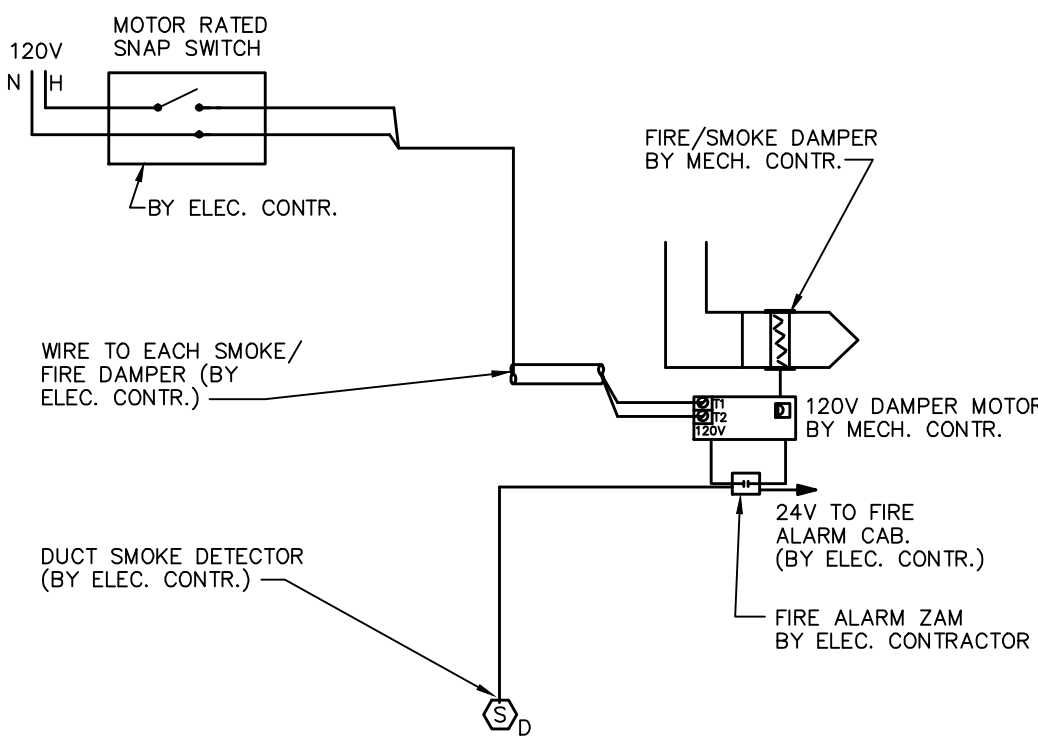 MOTOR RATED
SNAP SWITCH
120V
N H
BY ELEC. CONTR.
FIRE/SMOKE DAMPER
BY MECH. CONTR.
WIRE TO EACH SMOKE/
FIRE DAMPER (BY
ELEC. CONTR.)
T1
T2
120V
120V DAMPER MOTOR
BY MECH. CONTR.
24V TO FIRE
ALARM CAB.
(BY ELEC. CONTR.)
DUCT SMOKE DETECTOR
(BY ELEC. CONTR.)
FIRE ALARM ZAM
BY ELEC. CONTRACTOR
S
D